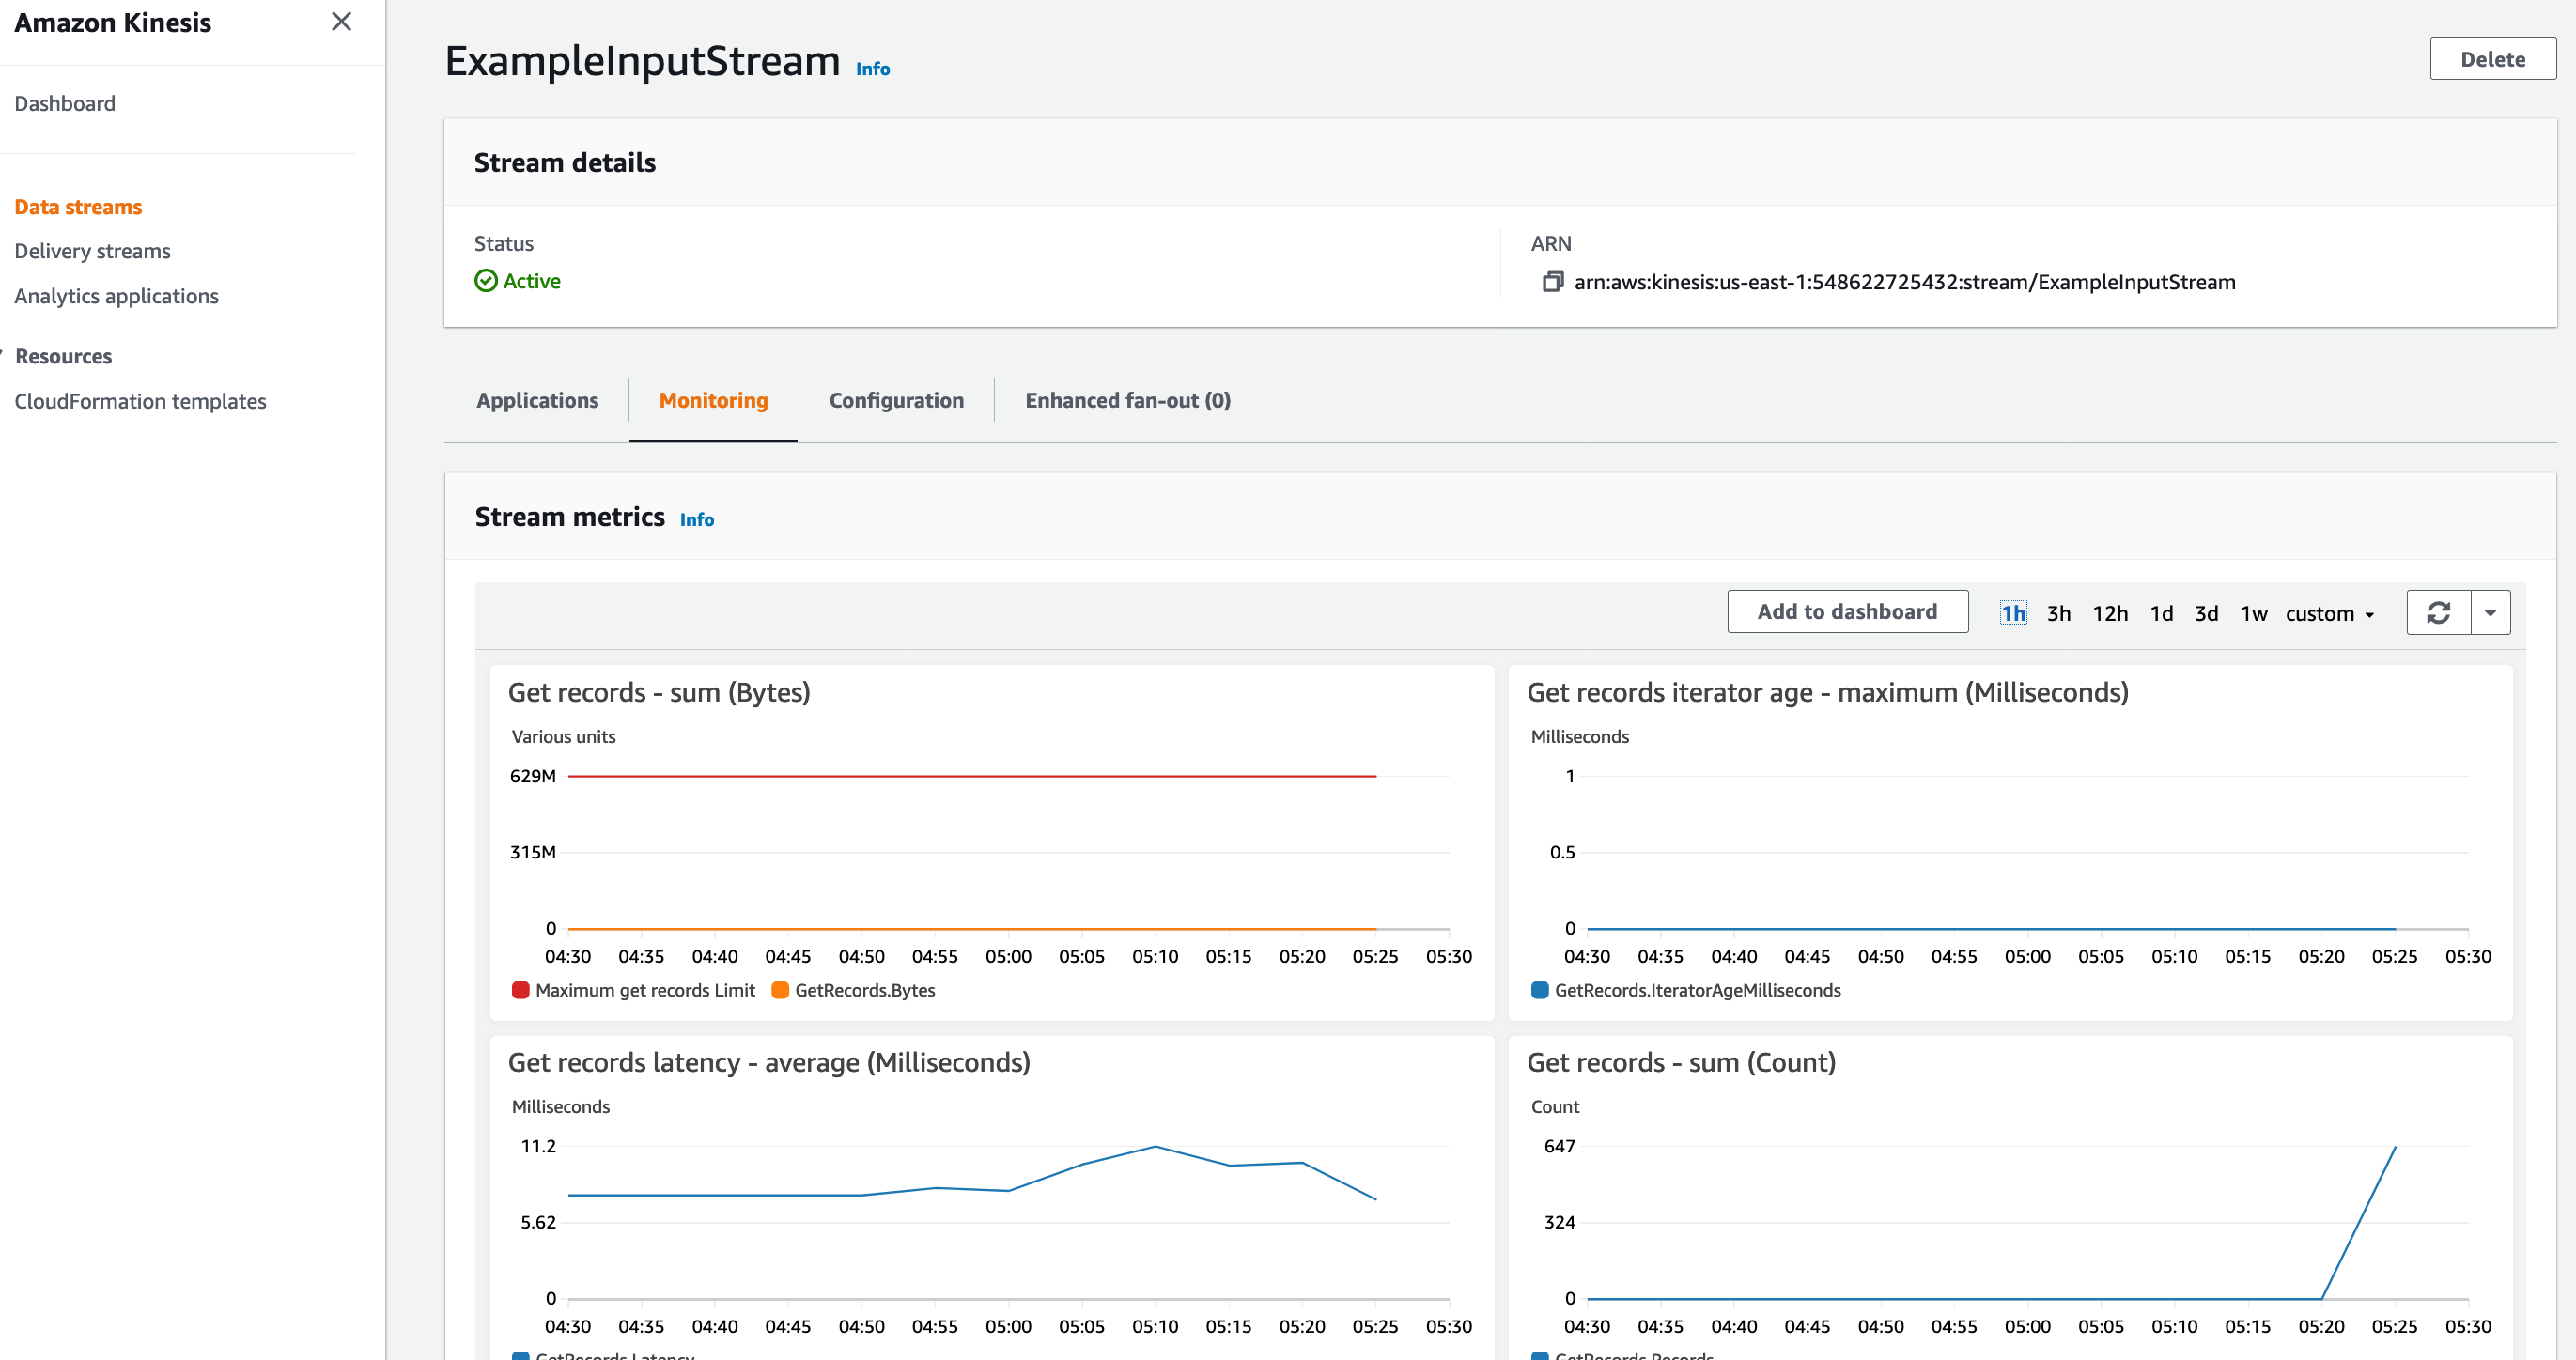 Amazon Kinesis
Dashboard
Data streams
Delivery streams
Analytics applications
Resources
CloudFormation templates
ExampleInputStream Info
Delete
Stream details
Status
Active
ARN
arn:aws:kinesis:us-east-1:548622725432:stream/ExampleInputStream
Applications
Monitoring
Configuration
Enhanced fan-out (0)
Stream metrics Info
Add to dashboard
1h 3h 12h 1d 3d 1w custom
Get records - sum (Bytes)
Various units
629M
315M
0
04:30 04:35 04:40 04:45 04:50 04:55 05:00 05:05 05:10 05:15 05:20 05:25 05:30
Maximum get records Limit GetRecords.Bytes
Get records iterator age - maximum (Milliseconds)
Milliseconds
1
0.5
0
04:30 04:35 04:40 04:45 04:50 04:55 05:00 05:05 05:10 05:15 05:20 05:25 05:30
GetRecords.IteratorAgeMilliseconds
Get records latency - average (Milliseconds)
Milliseconds
11.2
5.62
0
04:30 04:35 04:40 04:45 04:50 04:55 05:00 05:05 05:10 05:15 05:20 05:25 05:30
GetRecords.Latency
Get records - sum (Count)
Count
647
324
0
04:30 04:35 04:40 04:45 04:50 04:55 05:00 05:05 05:10 05:15 05:20 05:25 05:30
GetRecords.Records